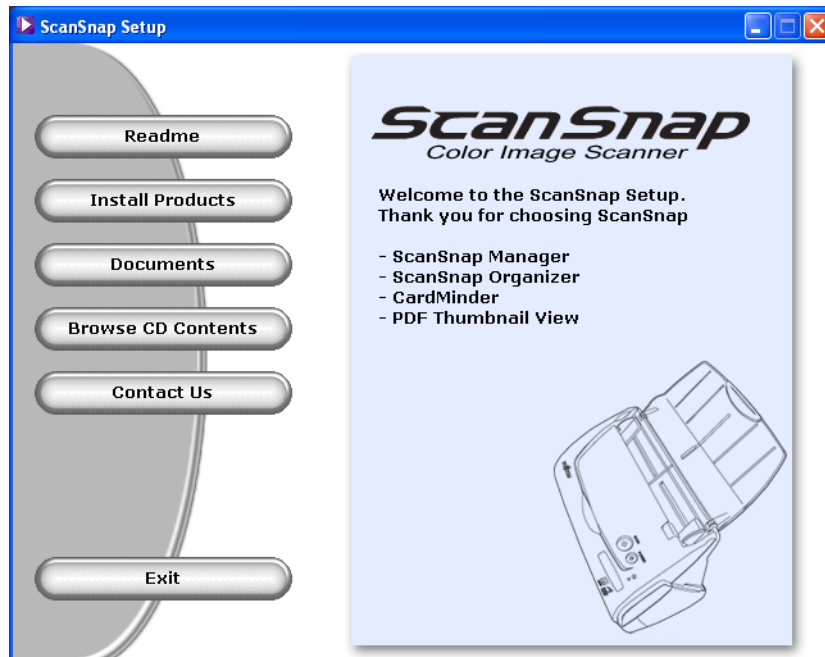 ScanSnap Setup
Readme
Install Products
Documents
Browse CD Contents
Contact Us
Exit
ScanSnap
Color Image Scanner
Welcome to the ScanSnap Setup.
Thank you for choosing ScanSnap
- ScanSnap Manager
- ScanSnap Organizer
- CardMinder
- PDF Thumbnail View